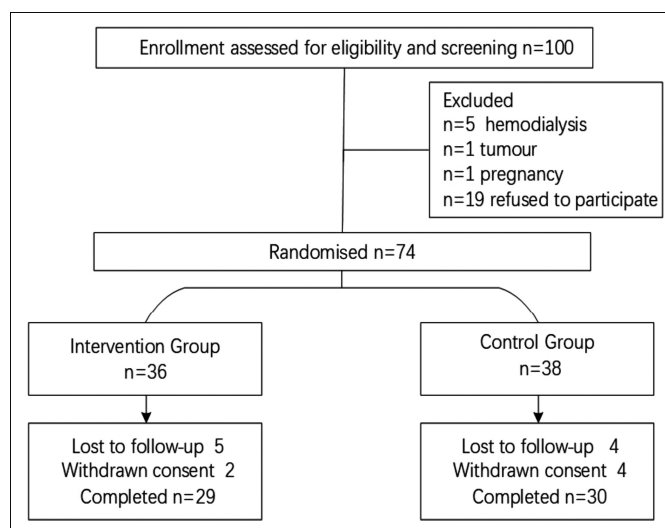 Enrollment assessed for eligibility and screening n=100
Excluded
n=5 hemodialysis
n=1 tumour
n=1 pregnancy
n=19 refused to participate
Randomised n=74
Intervention Group
n=36
Control Group
n=38
Lost to follow-up 5
Withdrawn consent 2
Completed n=29
Lost to follow-up 4
Withdrawn consent 4
Completed n=30